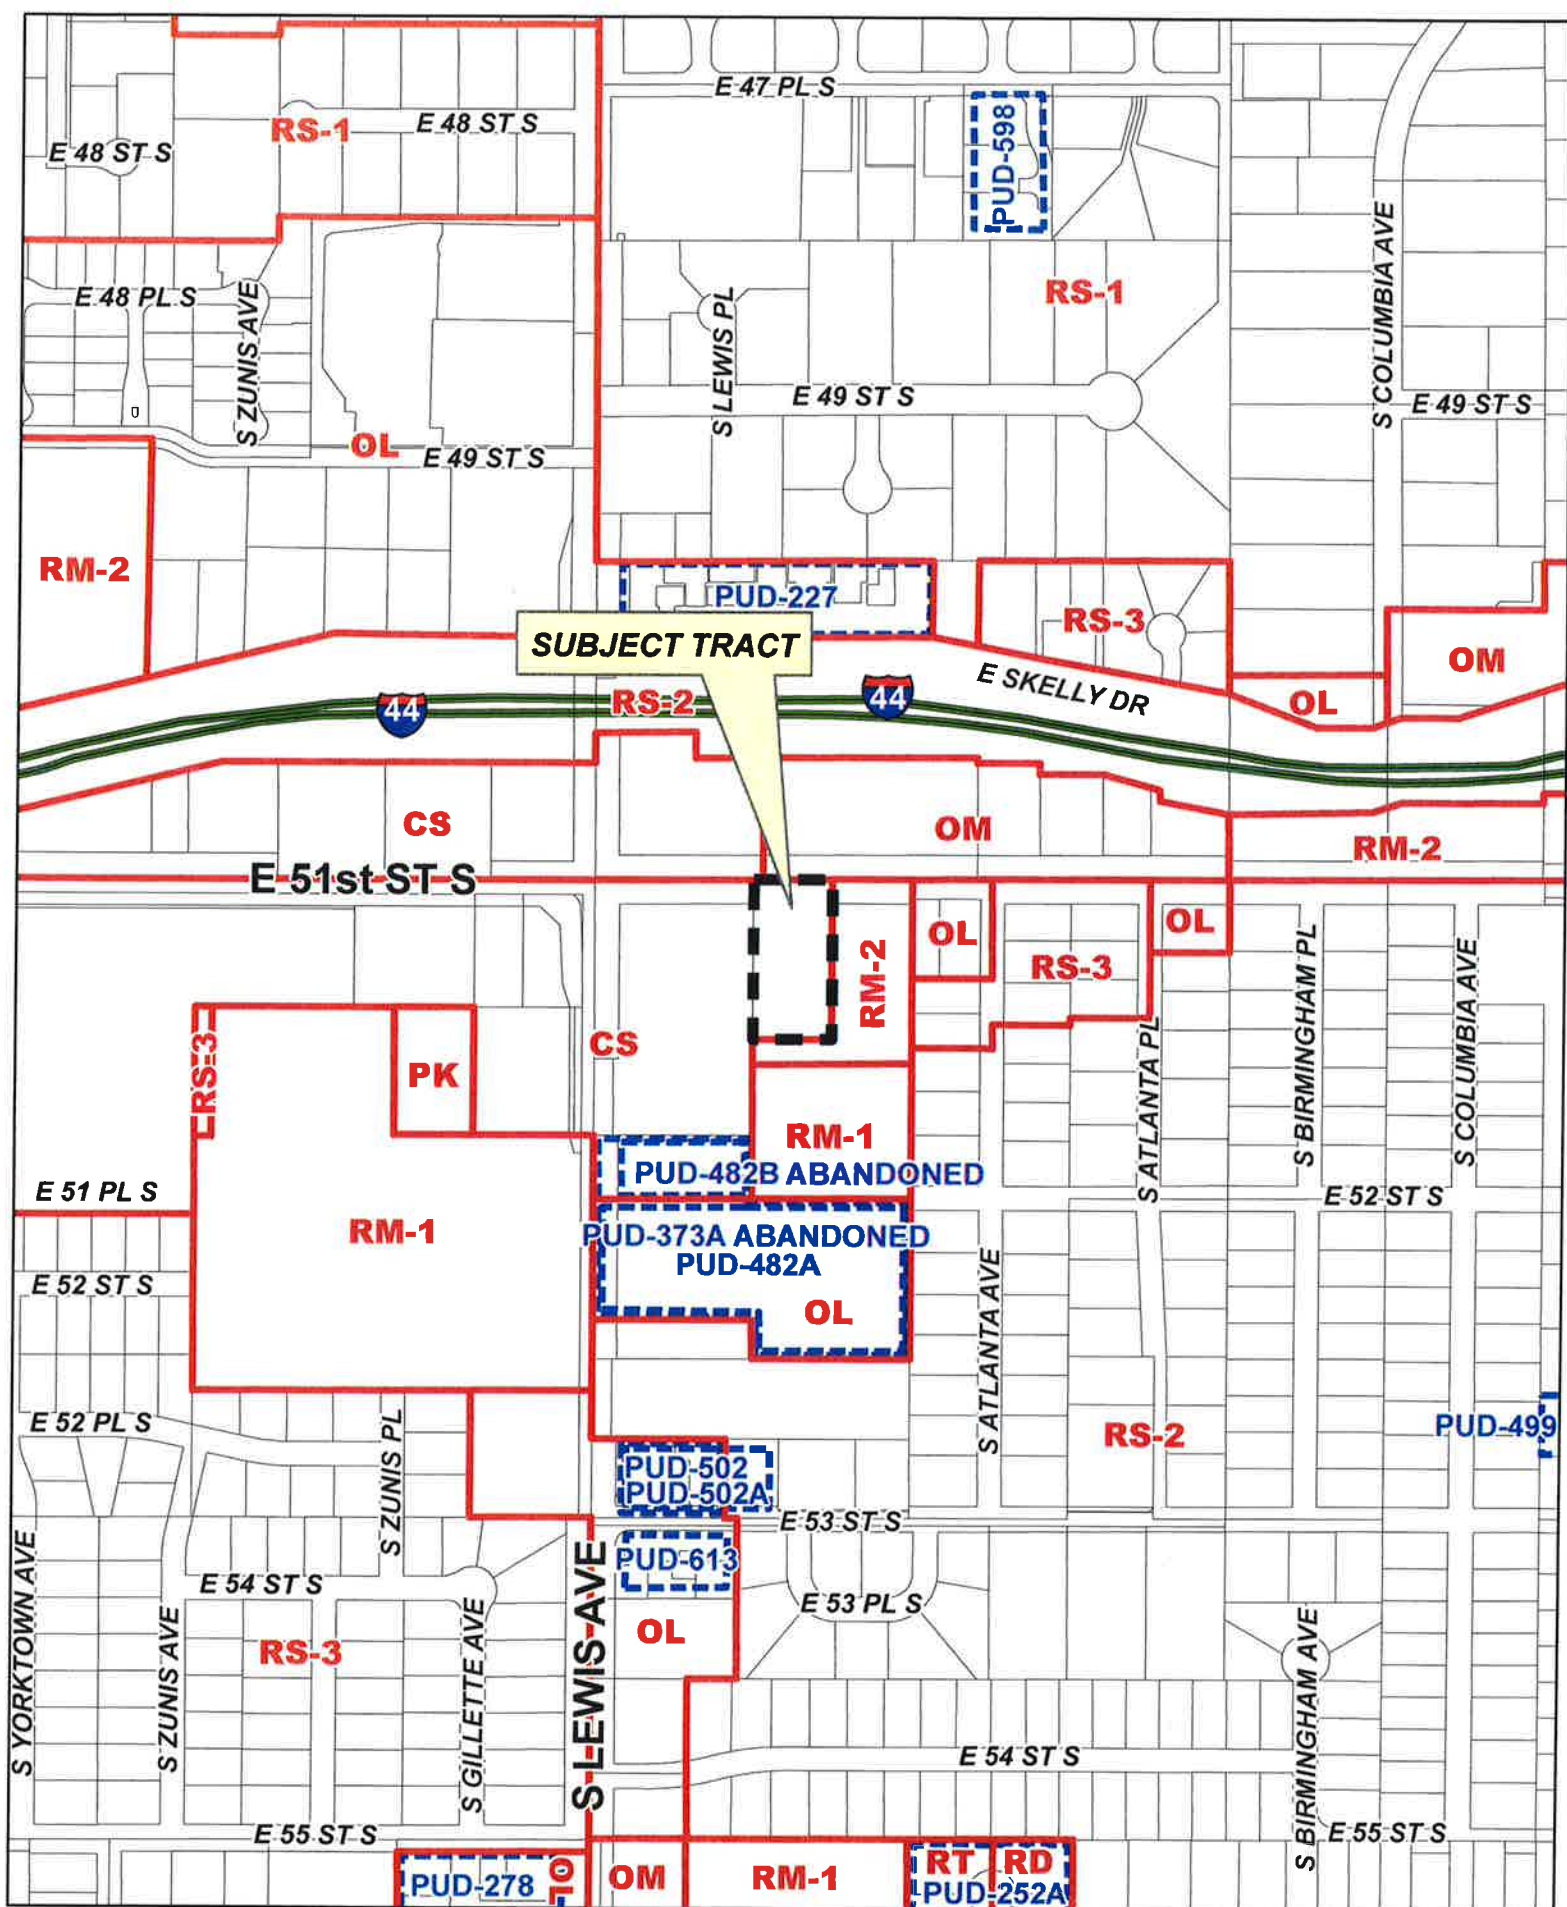 E 47 PL S
E 48 ST S
RS-1
E 48 ST S
PUD-598
E 48 PL S
S ZUNIS AVE
S LEWIS PL
RS-1
S COLUMBIA AVE
E 49 ST S
E 49 ST S
OL
E 49 ST S
RM-2
PUD-227
RS-3
SUBJECT TRACT
OM
E SKELLY DR
OL
44
RS-2
44
CS
OM
RM-2
E 51st ST S
OL
OL
RM-2
RS-3
S BIRMINGHAM PL
S COLUMBIA AVE
CS
RS-3
PK
S ATLANTA PL
RM-1
PUD-482B ABANDONED
E 51 PL S
E 52 ST S
RM-1
PUD-373A ABANDONED
PUD-482A
E 52 ST S
OL
S ATLANTA AVE
E 52 PL S
S ZUNIS PL
RS-2
PUD-499
PUD-502
PUD-502A
E 53 ST S
PUD-613
S YORKTOWN AVE
E 54 ST S
E 53 PL S
S ZUNIS AVE
RS-3
S GILLETTE AVE
S LEWIS AVE
OL
S BIRMINGHAM AVE
E 54 ST S
E 55 ST S
E 55 ST S
PUD-278
OL
OM
RM-1
RT
RD
PUD-252A